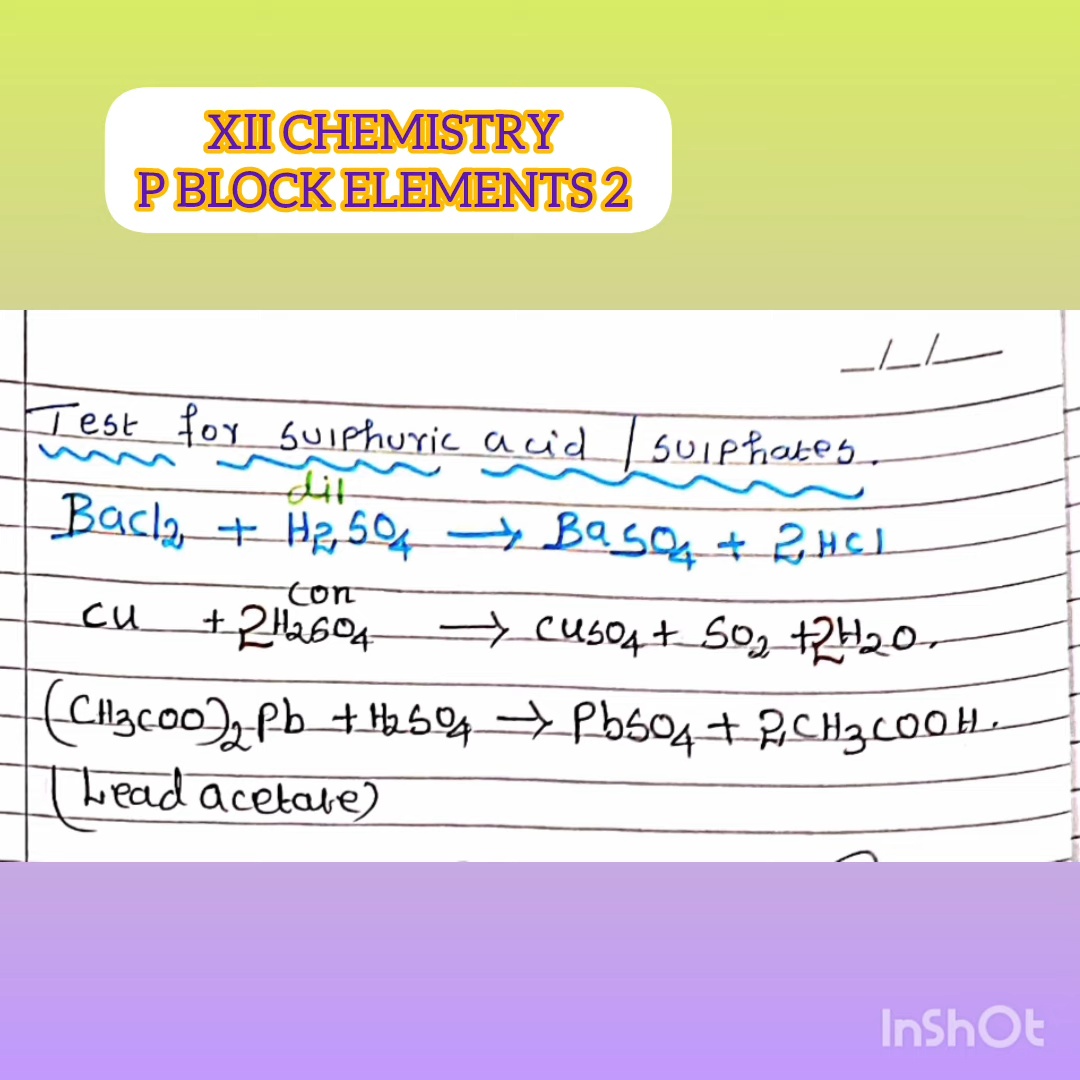 XII CHEMISTRY
P BLOCK ELEMENTS 2
_/_/_
Test for sulphuric acid / sulphates.
dil
BaCl2 + H2SO4 → BaSO4 + 2HCl
con
Cu + 2H2SO4 → CuSO4 + SO2 + 2H2O.
(CH3COO)2Pb + H2SO4 → PbSO4 + 2CH3COOH.
(Lead acetate)
InShOt